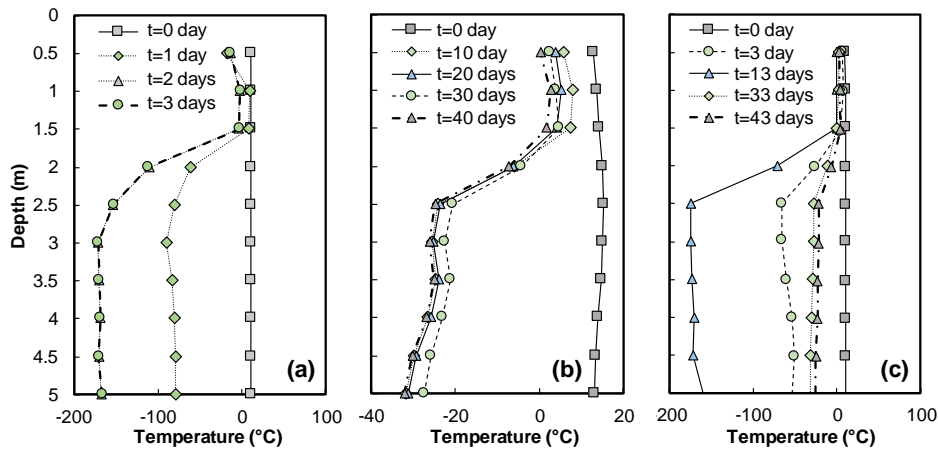 0
0.5
1
1.5
2
2.5
3
3.5
4
4.5
5
Depth (m)
t=0 day
t=1 day
t=2 days
t=3 days
(a)
-200
-100
0
100
Temperature (°C)
t=0 day
t=10 day
t=20 days
t=30 days
t=40 days
(b)
-40
-20
0
20
Temperature (°C)
t=0 day
t=3 day
t=13 days
t=33 days
t=43 days
(c)
200
-100
0
100
Temperature (°C)